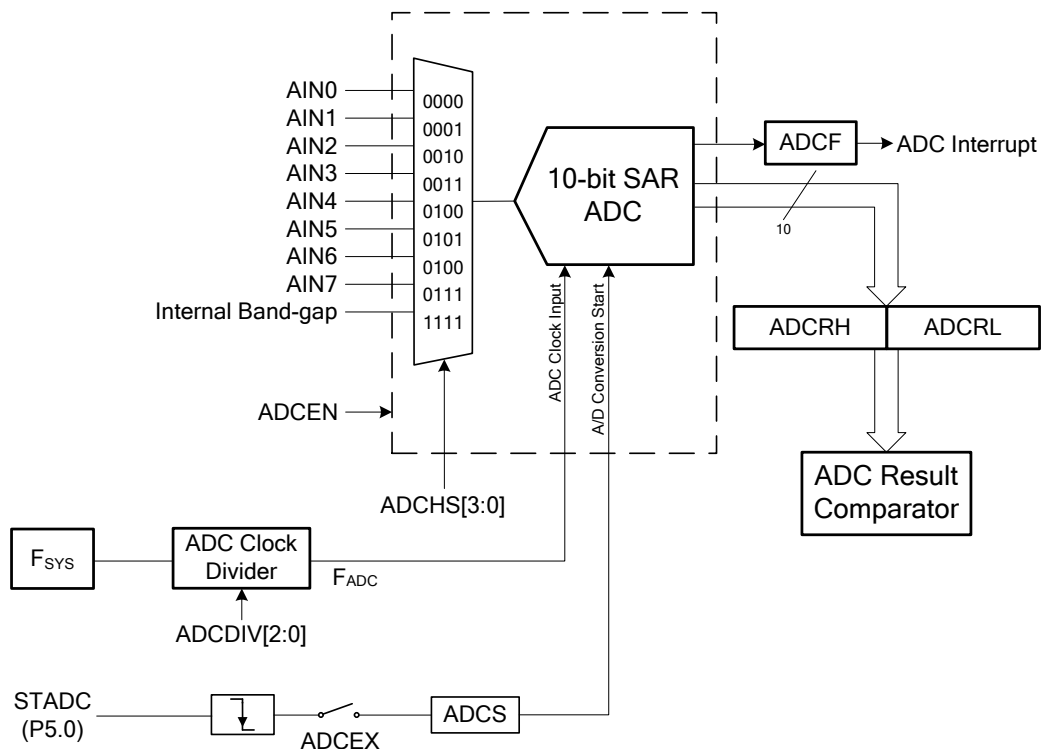 AIN0
AIN1
AIN2
AIN3
AIN4
AIN5
AIN6
AIN7
Internal Band-gap
0000
0001
0010
0011
0100
0101
0100
0111
1111
ADCEN
ADCHS[3:0]
10-bit SAR
ADC
ADC Clock Input
A/D Conversion Start
ADCF
ADC Interrupt
10
ADCRH
ADCRL
ADC Result
Comparator
FSYS
ADC Clock
Divider
FADC
ADCDIV[2:0]
STADC
(P5.0)
ADCEX
ADCS